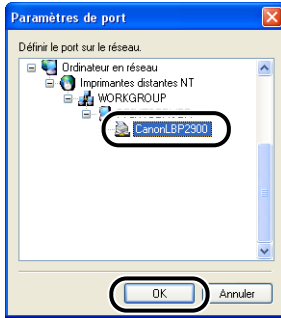 Paramètres de port
Définir le port sur le réseau.
Ordinateur en réseau
Imprimantes distantes NT
WORKGROUP
CanonLBP2900
OK
Annuler